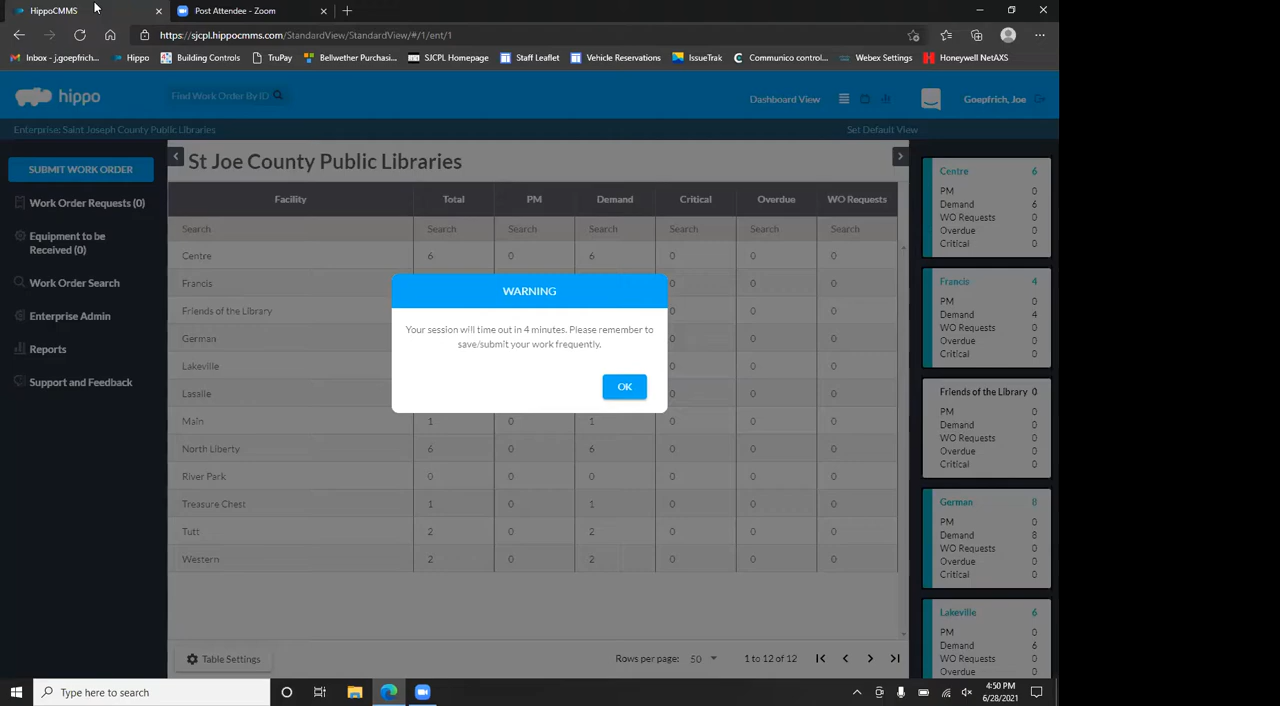 HippoCMMS
Post Attendee - Zoom
https://sjcpl.hippocmms.com/StandardView/StandardView/#/1/ent/1
Inbox - j.goepfrich... Hippo Building Controls TruPay Bellwether Purchasi... SJCPL Homepage Staff Leaflet Vehicle Reservations IssueTrak Communico control... Webex Settings Honeywell NetAXS
hippo Find Work Order By ID Dashboard View Goepfrich, Joe
Enterprise: Saint Joseph County Public Libraries Set Default View
SUBMIT WORK ORDER
Work Order Requests (0)
Equipment to be
Received (0)
Work Order Search
Enterprise Admin
Reports
Support and Feedback
St Joe County Public Libraries
Facility Total PM Demand Critical Overdue WO Requests
Search Search Search Search Search Search Search
Centre 6 0 6 0 0 0
Francis 0 0 0
Friends of the Library 0 0 0
German 0 0 0
Lakeville 0 0 0
Lasalle 0 0 0
Main 1 0 1 0 0 0
North Liberty 6 0 6 0 0 0
River Park 0 0 0 0 0 0
Treasure Chest 1 0 1 0 0 0
Tutt 2 0 2 0 0 0
Western 2 0 2 0 0 0
WARNING
Your session will time out in 4 minutes. Please remember to
save/submit your work frequently.
OK
Table Settings Rows per page: 50 1 to 12 of 12
Centre 6
PM 0
Demand 6
WO Requests 0
Overdue 0
Critical 0
Francis 4
PM 0
Demand 4
WO Requests 0
Overdue 0
Critical 0
Friends of the Library 0
PM 0
Demand 0
WO Requests 0
Overdue 0
Critical 0
German 8
PM 0
Demand 8
WO Requests 0
Overdue 0
Critical 0
Lakeville 6
PM 0
Demand 6
WO Requests 0
Overdue 0
Type here to search
4:50 PM
6/28/2021